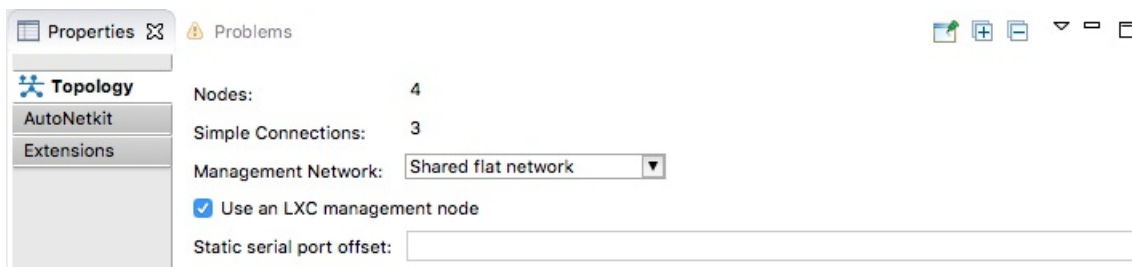 Properties Problems
Topology
AutoNetkit
Extensions
Nodes: 4
Simple Connections: 3
Management Network: Shared flat network
Use an LXC management node
Static serial port offset: